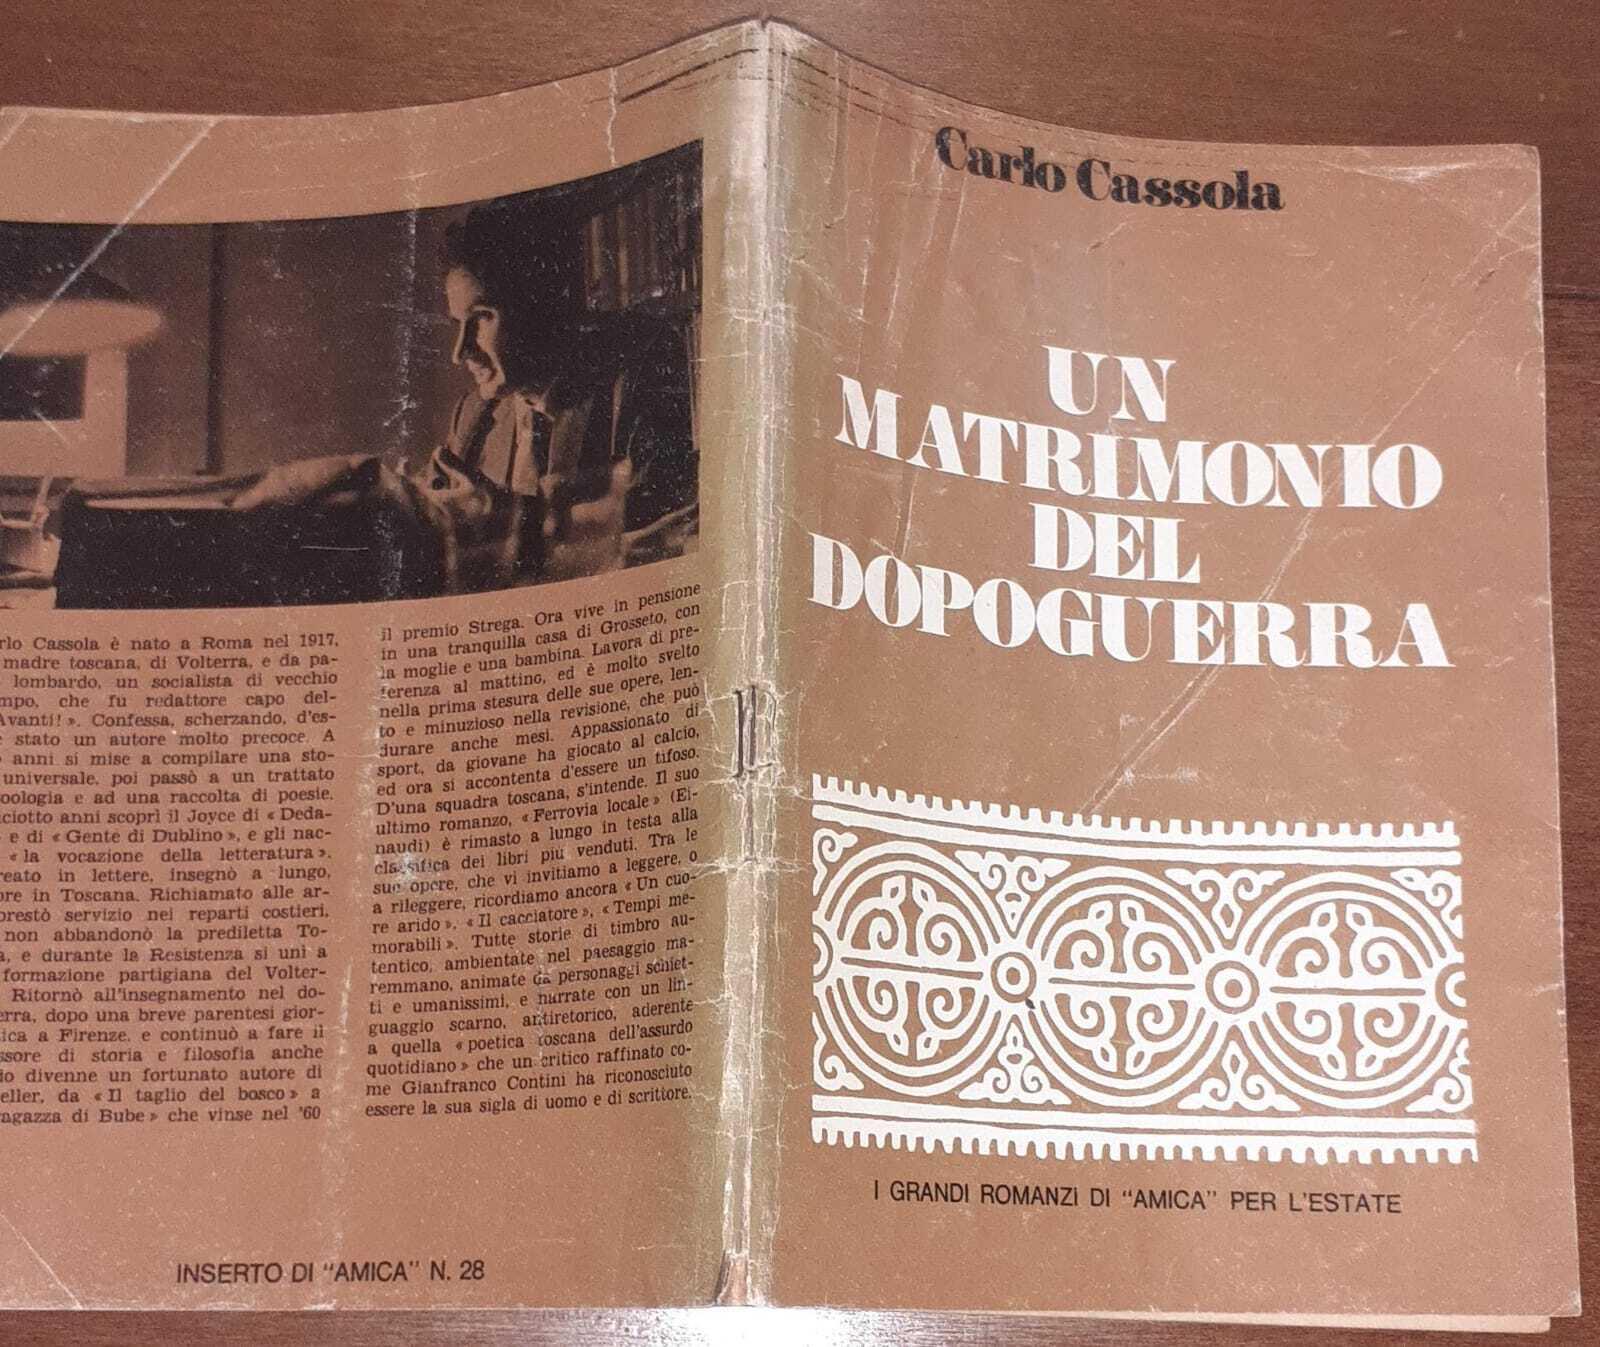 Carlo Cassola
UN
MATRIMONIO
DEL
DOPOGUERRA
I GRANDI ROMANZI DI "AMICA" PER L'ESTATE
rlo Cassola è nato a Roma nel 1917,
madre toscana, di Volterra, e da pa-
lombardo, un socialista di vecchio
mpo, che fu redattore capo del-
Avanti! ». Confessa, scherzando, d'es-
stato un autore molto precoce. A
anni si mise a compilare una sto-
universale, poi passò a un trattato
oologia e ad una raccolta di poesie.
ciotto anni scoprì il Joyce di « Deda-
e di « Gente di Dublino », e gli nac-
« la vocazione della letteratura ».
reato in lettere, insegnò a lungo,
ore in Toscana. Richiamato alle ar-
prestò servizio nei reparti costieri,
non abbandonò la prediletta To-
a, e durante la Resistenza si unì a
formazione partigiana del Volter-
Ritornò all'insegnamento nel do-
erra, dopo una breve parentesi gior-
ica a Firenze, e continuò a fare il
ssore di storia e filosofia anche
do divenne un fortunato autore di
eller, da « Il taglio del bosco » a
agazza di Bube » che vinse nel '60
il premio Strega. Ora vive in pensione
in una tranquilla casa di Grosseto, con
la moglie e una bambina. Lavora di pre-
ferenza al mattino, ed è molto svelto
nella prima stesura delle sue opere, len-
to e minuzioso nella revisione, che può
durare anche mesi. Appassionato di
sport, da giovane ha giocato al calcio,
ed ora si accontenta d'essere un tifoso.
D'una squadra toscana, s'intende. Il suo
ultimo romanzo, « Ferrovia locale » (Ei-
naudi) è rimasto a lungo in testa alla
classifica dei libri più venduti. Tra le
sue opere, che vi invitiamo a leggere, o
a rileggere, ricordiamo ancora « Un cuo-
re arido », « Il cacciatore », « Tempi me-
morabili ». Tutte storie di timbro au-
tentico, ambientate nel paesaggio ma-
remmano, animate da personaggi schiet-
ti e umanissimi, e narrate con un lin-
guaggio scarno, antiretorico, aderente
a quella « poetica toscana dell'assurdo
quotidiano » che un critico raffinato co-
me Gianfranco Contini ha riconosciuto
essere la sua sigla di uomo e di scrittore.
INSERTO DI "AMICA" N. 28